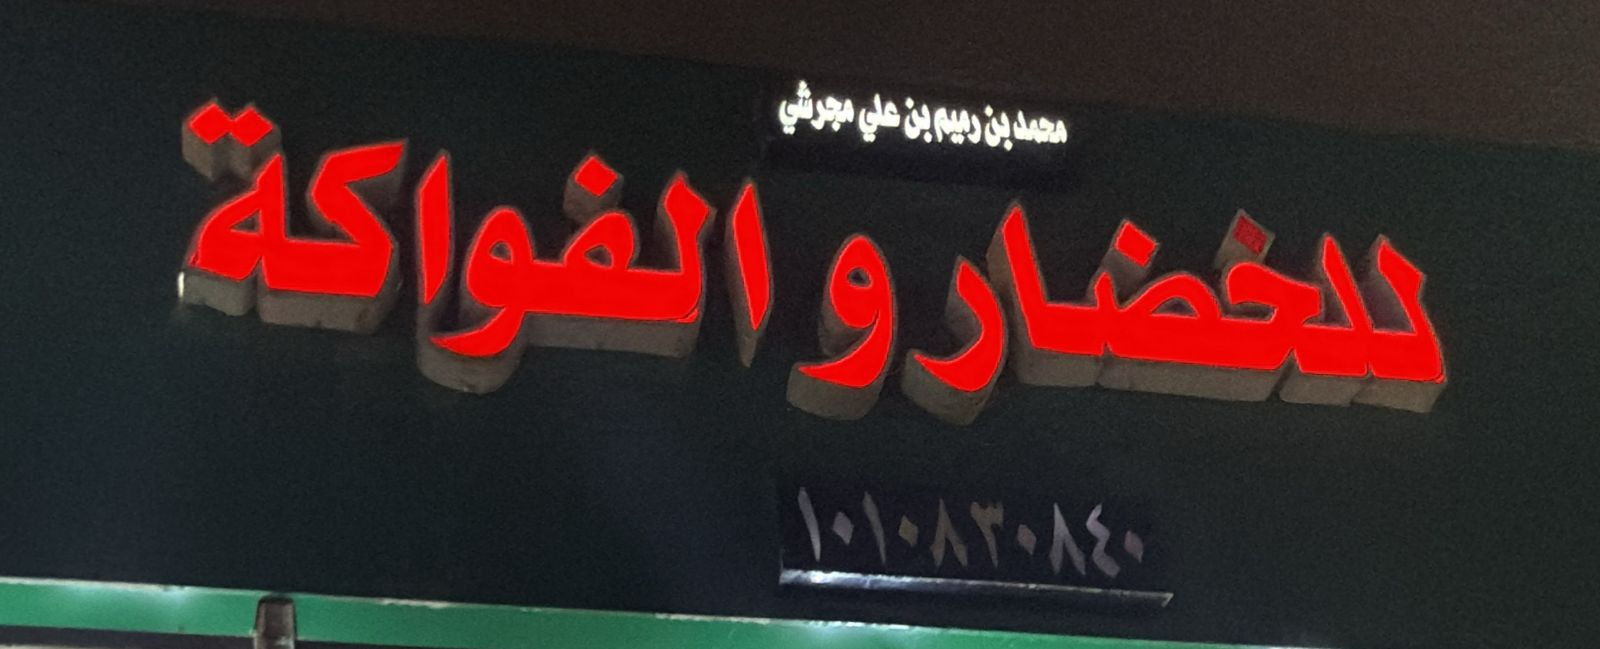 محمد بن رميم بن علي مجرشي
للخضار و الفواكة
١٠١٠٨٣٠٨٤٠